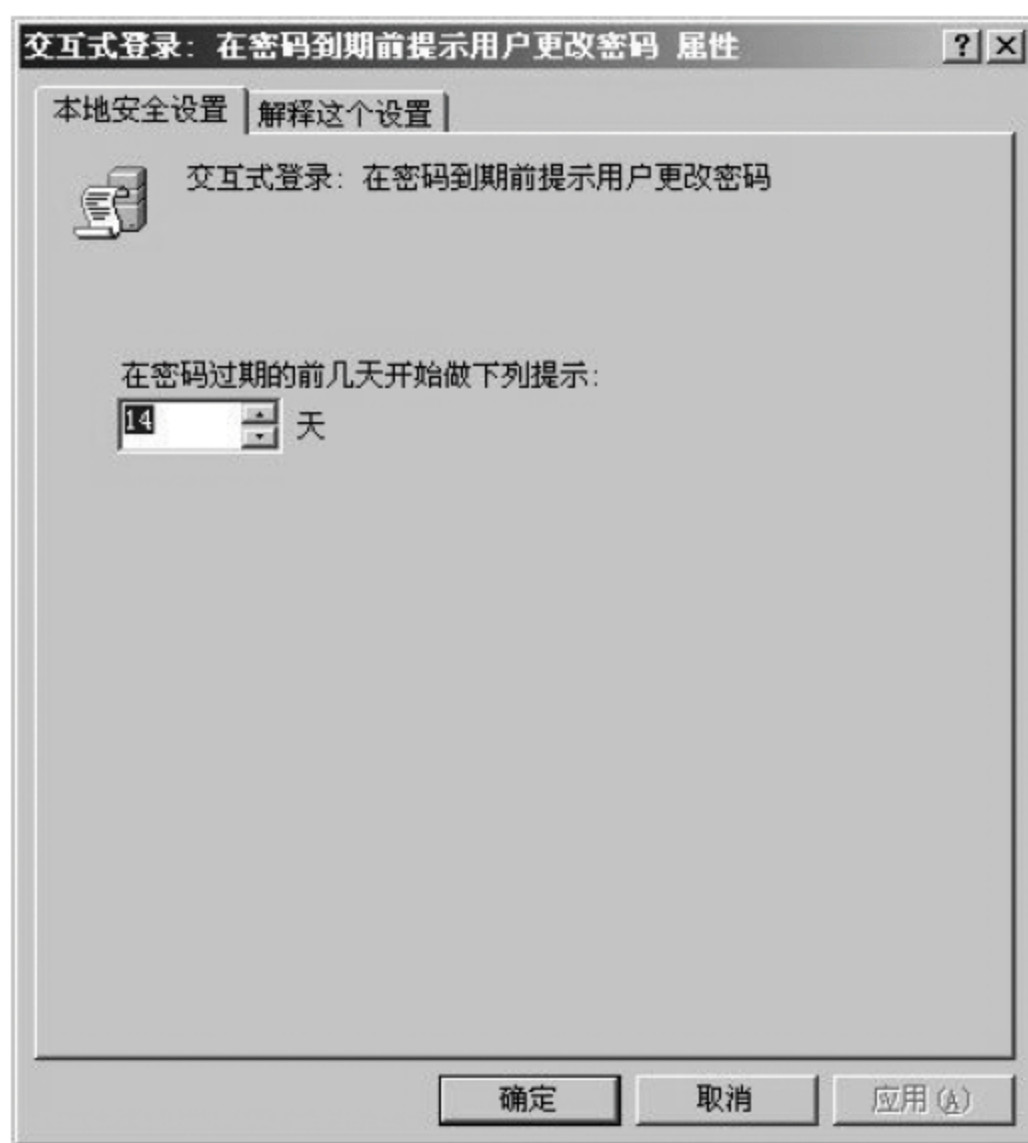 交互式登录：在密码到期前提示用户更改密码 属性
本地安全设置 解释这个设置
交互式登录：在密码到期前提示用户更改密码
在密码过期的前几天开始做下列提示：
14 天
确定 取消 应用(A)